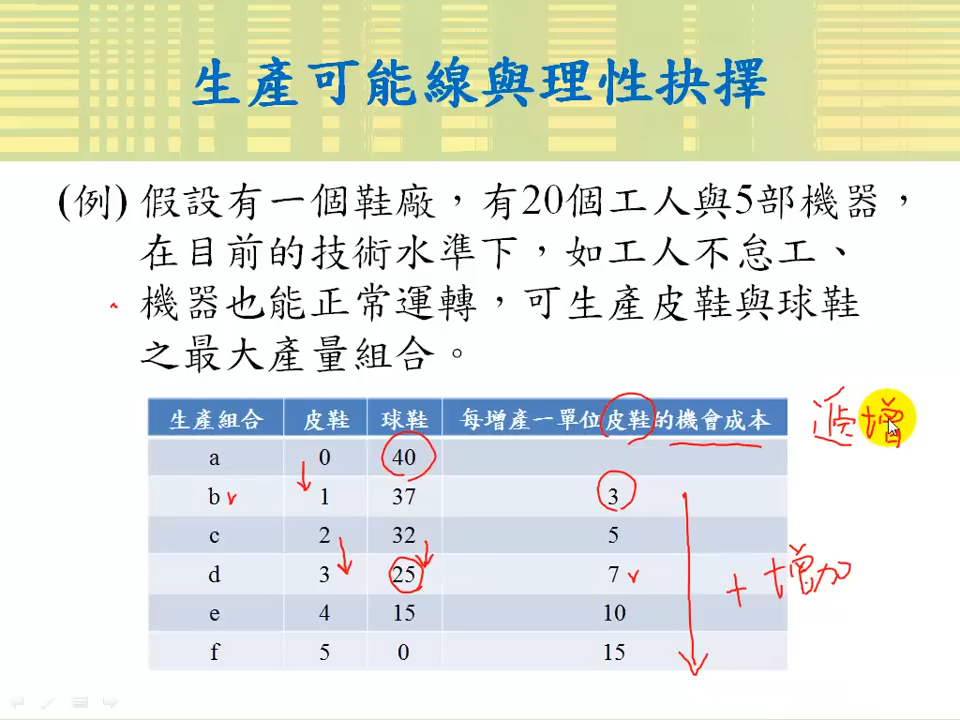 生產可能線與理性抉擇
(例) 假設有一個鞋廠，有20個工人與5部機器，
在目前的技術水準下，如工人不怠工、
機器也能正常運轉，可生產皮鞋與球鞋
之最大產量組合。
生產組合 皮鞋 球鞋 每增產一單位皮鞋的機會成本
遞增
a 0 40
b 1 37 3
c 2 32 5
d 3 25 7
+ 增加
e 4 15 10
f 5 0 15